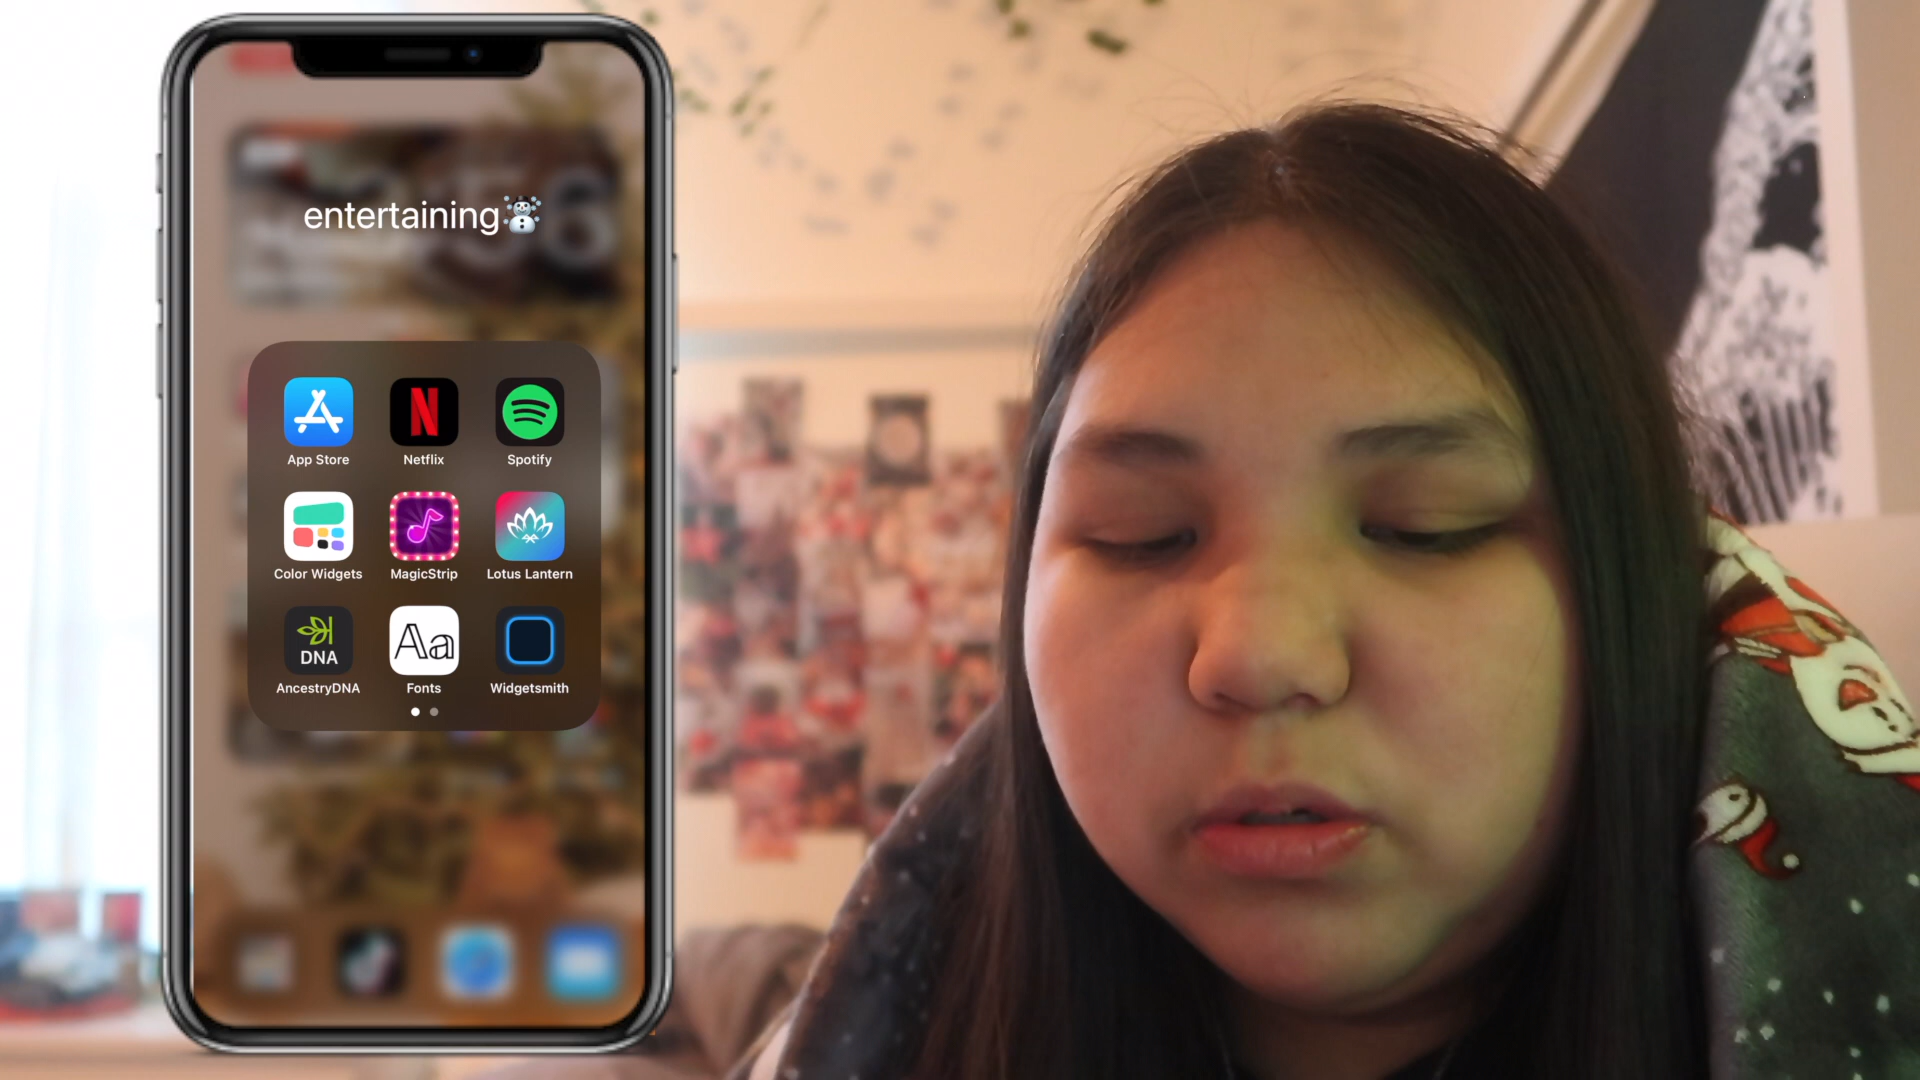 entertaining☃️
App Store
Netflix
Spotify
Color Widgets
MagicStrip
Lotus Lantern
DNA
AncestryDNA
Aa
Fonts
Widgetsmith